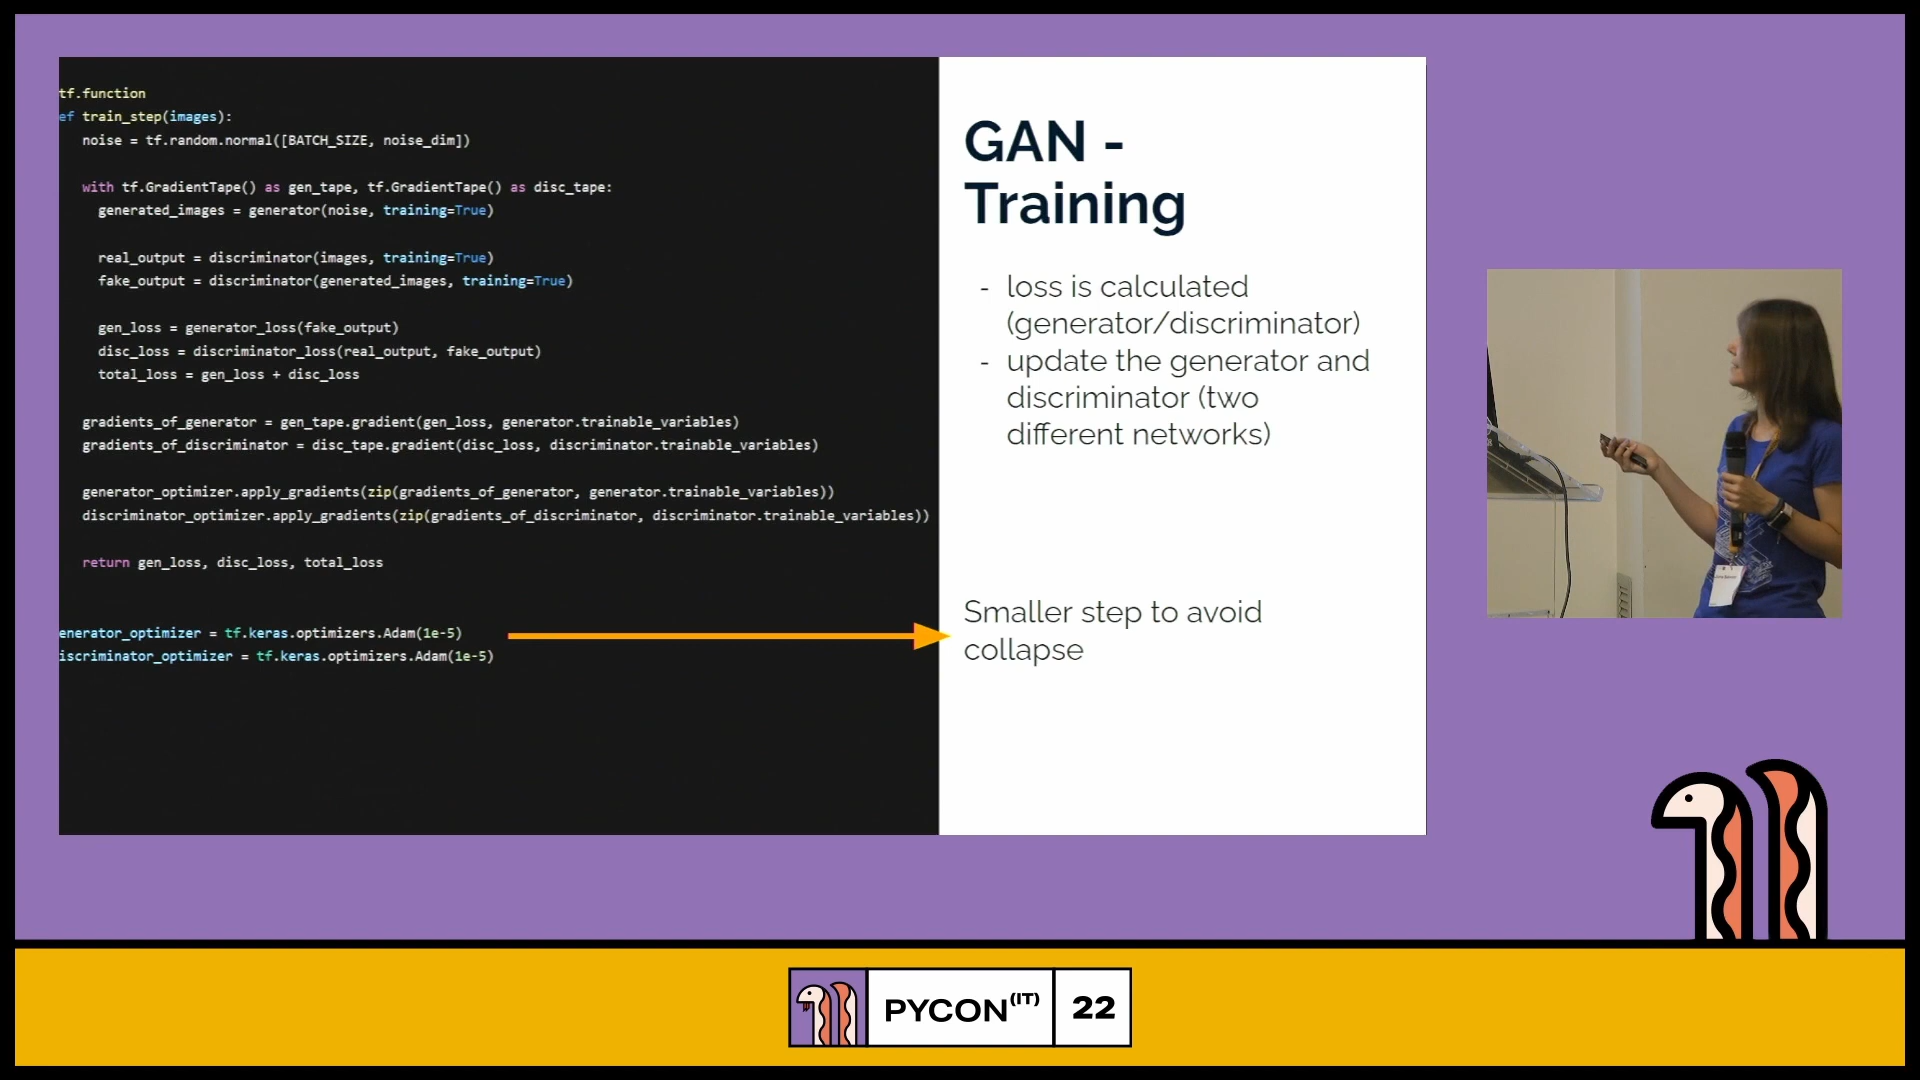 tf.function
ef train_step(images):
noise = tf.random.normal([BATCH_SIZE, noise_dim])
with tf.GradientTape() as gen_tape, tf.GradientTape() as disc_tape:
generated_images = generator(noise, training=True)
real_output = discriminator(images, training=True)
fake_output = discriminator(generated_images, training=True)
gen_loss = generator_loss(fake_output)
disc_loss = discriminator_loss(real_output, fake_output)
total_loss = gen_loss + disc_loss
gradients_of_generator = gen_tape.gradient(gen_loss, generator.trainable_variables)
gradients_of_discriminator = disc_tape.gradient(disc_loss, discriminator.trainable_variables)
generator_optimizer.apply_gradients(zip(gradients_of_generator, generator.trainable_variables))
discriminator_optimizer.apply_gradients(zip(gradients_of_discriminator, discriminator.trainable_variables))
return gen_loss, disc_loss, total_loss
enerator_optimizer = tf.keras.optimizers.Adam(1e-5)
iscriminator_optimizer = tf.keras.optimizers.Adam(1e-5)
GAN -
Training
- loss is calculated
(generator/discriminator)
- update the generator and
discriminator (two
different networks)
Smaller step to avoid
collapse
PYCON(IT) 22